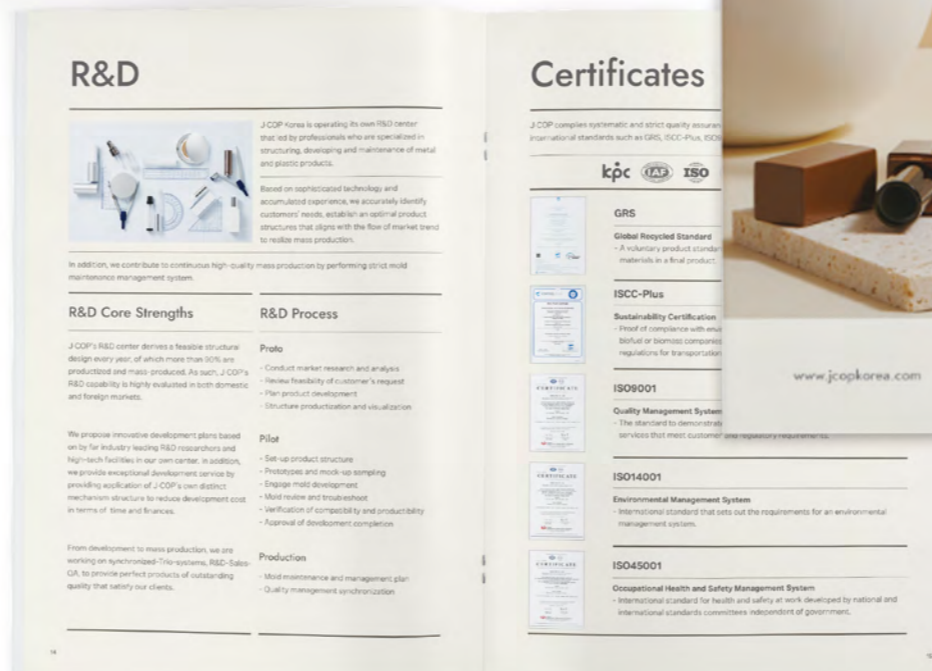 R&D
J-COP Korea is operating its own R&D center
that led by professionals who are specialized in
structuring, developing and maintenance of metal
and plastic products.
Based on sophisticated technology and
accumulated experience, we accurately identify
customers' needs, establish an optimal product
structures that aligns with the flow of market trend
to realize mass production.
In addition, we contribute to continuous high-quality mass production by performing strict mold
maintenance management system.
R&D Core Strengths
J-COP's R&D center derives a feasible structural
design every year, of which more than 90% are
productized and mass-produced. As such, J-COP's
R&D capability is highly evaluated in both domestic
and foreign markets.
We propose innovative development plans based
on by far industry leading R&D researchers and
high-tech facilities in our own center. In addition,
we provide exceptional development service by
providing application of J-COP's own distinct
mechanism structure to reduce development cost
in terms of time and finances.
From development to mass production, we are
working on synchronized-Trio-systems, R&D-Sales-
QA, to provide perfect products of outstanding
quality that satisfy our clients.
R&D Process
Proto
- Conduct market research and analysis
- Review feasibility of customer's request
- Plan product development
- Structure productization and visualization
Pilot
- Set-up product structure
- Prototypes and mock-up sampling
- Engage mold development
- Mold review and troubleshoot
- Verification of compatibility and productibility
- Approval of development completion
Production
- Mold maintenance and management plan
- Quality management synchronization
14
Certificates
J-COP complies systematic and strict quality assuran
international standards such as GRS, ISCC-Plus, ISO9
kpc IAF ISO
GRS
Global Recycled Standard
- A voluntary product standar
materials in a final product.
ISCC-Plus
Sustainability Certification
- Proof of compliance with envi
biofuel or biomass companies
regulations for transportation
ISO9001
Quality Management System
- The standard to demonstrate
services that meet customer and regulatory requirements.
ISO14001
Environmental Management System
- International standard that sets out the requirements for an environmental
management system.
ISO45001
Occupational Health and Safety Management System
- International standard for health and safety at work developed by national and
international standards committees independent of government.
CERTIFICATE
CERTIFICATE
CERTIFICATE
www.jcopkorea.com